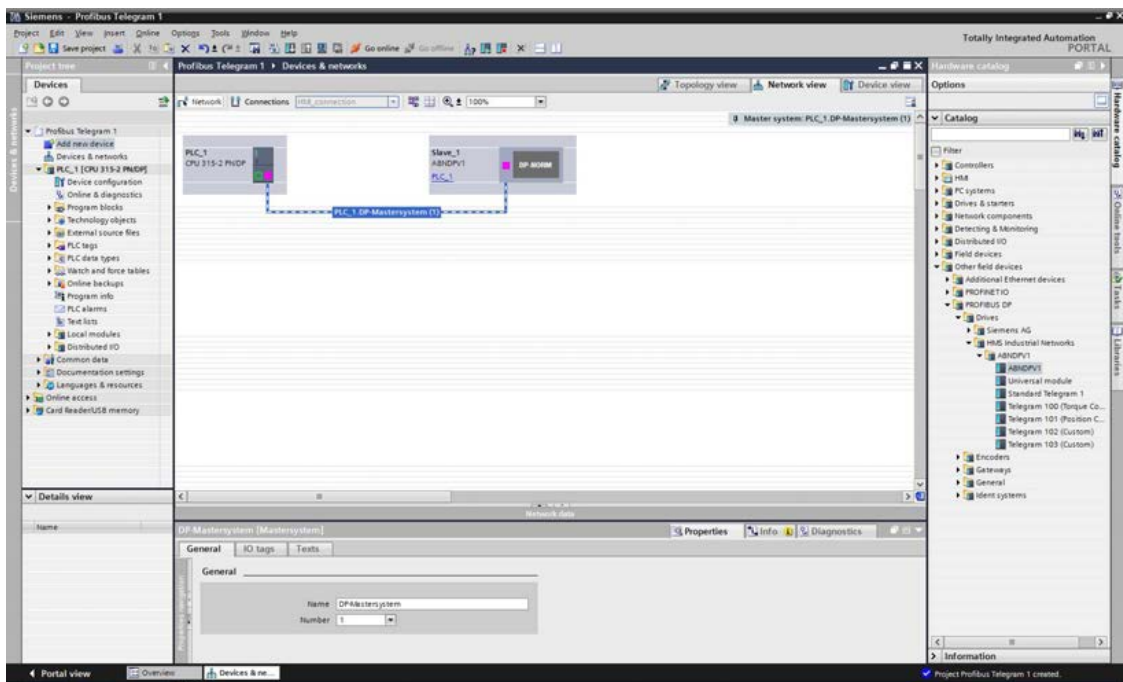 Siemens - Profibus Telegram 1
Project Edit View Insert Online Options Tools Window Help
Totally Integrated Automation
PORTAL
Save project Go online Go offline
Project tree
Profibus Telegram 1 Devices & networks
Hardware catalog
Devices
Topology view Network view Device view
Options
Network Connections HMI_connection 100%
Master system: PLC_1.DP-Mastersystem (1)
Catalog
Profibus Telegram 1
Add new device
Devices & networks
PLC_1 [CPU 315-2 PN/DP]
Device configuration
Online & diagnostics
Program blocks
Technology objects
External source files
PLC tags
PLC data types
Watch and force tables
Online backups
Program info
PLC alarms
Text lists
Local modules
Distributed I/O
Common data
Documentation settings
Languages & resources
Online access
Card Reader/USB memory
PLC_1
CPU 315-2 PN/DP
Slave_1
ABNDPV1
DP-NORM
PLC_1
PLC_1.DP-Mastersystem (1)
Filter
Controllers
HMI
PC systems
Drives & starters
Network components
Detecting & Monitoring
Distributed I/O
Field devices
Other field devices
Additional Ethernet devices
PROFINET IO
PROFIBUS DP
Drives
Siemens AG
HMS Industrial Networks
ABNDPV1
ABNDPV1
Universal module
Standard Telegram 1
Telegram 100 (Torque Co...
Telegram 101 (Position C...
Telegram 102 (Custom)
Telegram 103 (Custom)
Encoders
Gateways
General
Ident systems
Devices & networks
Hardware catalog
Online tools
Tasks
Libraries
Details view
Name
Network data
DP-Mastersystem [Mastersystem]
Properties Info Diagnostics
General IO tags Texts
General
Name DP-Mastersystem
Number 1
Information
Portal view Overview Devices & ne...
Project Profibus Telegram 1 created.